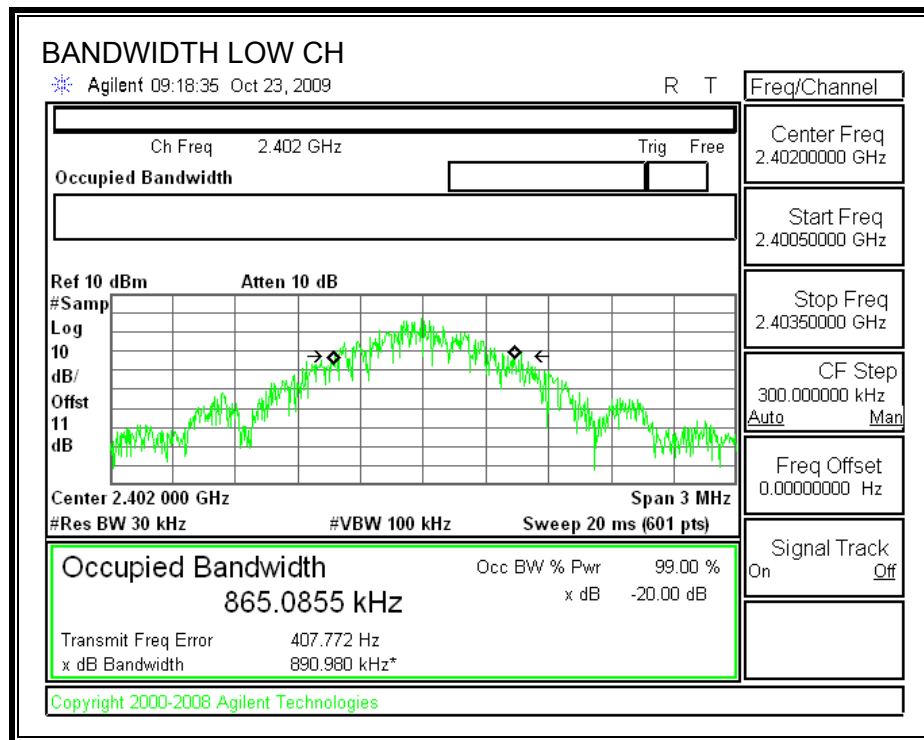 BANDWIDTH LOW CH
Agilent 09:18:35 Oct 23, 2009 R T
Freq/Channel
Ch Freq 2.402 GHz Trig Free
Occupied Bandwidth
Center Freq
2.40200000 GHz
Start Freq
2.40050000 GHz
Stop Freq
2.40350000 GHz
CF Step
300.000000 kHz
Auto Man
Freq Offset
0.00000000 Hz
Signal Track
On Off
Ref 10 dBm Atten 10 dB
#Samp
Log
10
dB/
Offst
11
dB
Center 2.402 000 GHz Span 3 MHz
#Res BW 30 kHz #VBW 100 kHz Sweep 20 ms (601 pts)
Occupied Bandwidth Occ BW % Pwr 99.00 %
865.0855 kHz x dB -20.00 dB
Transmit Freq Error 407.772 Hz
x dB Bandwidth 890.980 kHz*
Copyright 2000-2008 Agilent Technologies